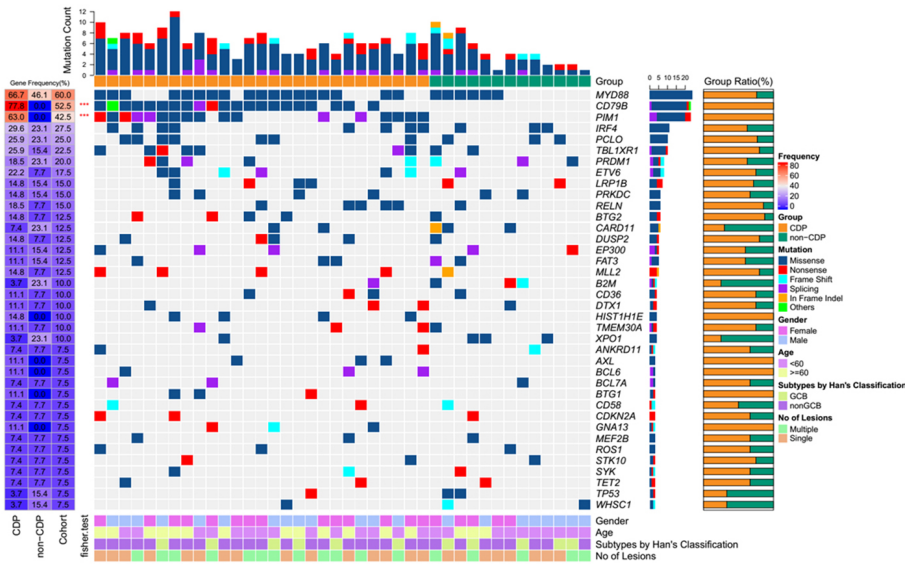 Mutation Count
12
10
8
6
4
2
0
Gene Frequency(%)
Group
0 5 10 15 20
Group Ratio(%)
66.7 46.1 60.0 MYD88
77.8 0.0 52.5 *** CD79B
63.0 0.0 42.5 *** PIM1
29.6 23.1 27.5 IRF4
25.9 23.1 25.0 PCLO
25.9 15.4 22.5 TBL1XR1
18.5 23.1 20.0 PRDM1
22.2 7.7 17.5 ETV6
14.8 15.4 15.0 LRP1B
14.8 15.4 15.0 PRKDC
18.5 7.7 15.0 RELN
14.8 7.7 12.5 BTG2
7.4 23.1 12.5 CARD11
14.8 7.7 12.5 DUSP2
11.1 15.4 12.5 EP300
11.1 15.4 12.5 FAT3
14.8 7.7 12.5 MLL2
3.7 23.1 10.0 B2M
11.1 7.7 10.0 CD36
11.1 7.7 10.0 DTX1
14.8 0.0 10.0 HIST1H1E
11.1 7.7 10.0 TMEM30A
3.7 23.1 10.0 XPO1
7.4 7.7 7.5 ANKRD11
11.1 0.0 7.5 AXL
11.1 0.0 7.5 BCL6
7.4 7.7 7.5 BCL7A
11.1 0.0 7.5 BTG1
7.4 7.7 7.5 CD58
7.4 7.7 7.5 CDKN2A
11.1 0.0 7.5 GNA13
7.4 7.7 7.5 MEF2B
7.4 7.7 7.5 ROS1
7.4 7.7 7.5 STK10
7.4 7.7 7.5 SYK
7.4 7.7 7.5 TET2
3.7 15.4 7.5 TP53
3.7 15.4 7.5 WHSC1
CDP
non-CDP
Cohort
fisher.test
Gender
Age
Subtypes by Han's Classification
No of Lesions
Frequency
80
60
40
20
0
Group
CDP
non-CDP
Mutation
Missense
Nonsense
Frame Shift
Splicing
In Frame Indel
Others
Gender
Female
Male
Age
<60
>=60
Subtypes by Han's Classification
GCB
nonGCB
No of Lesions
Multiple
Single